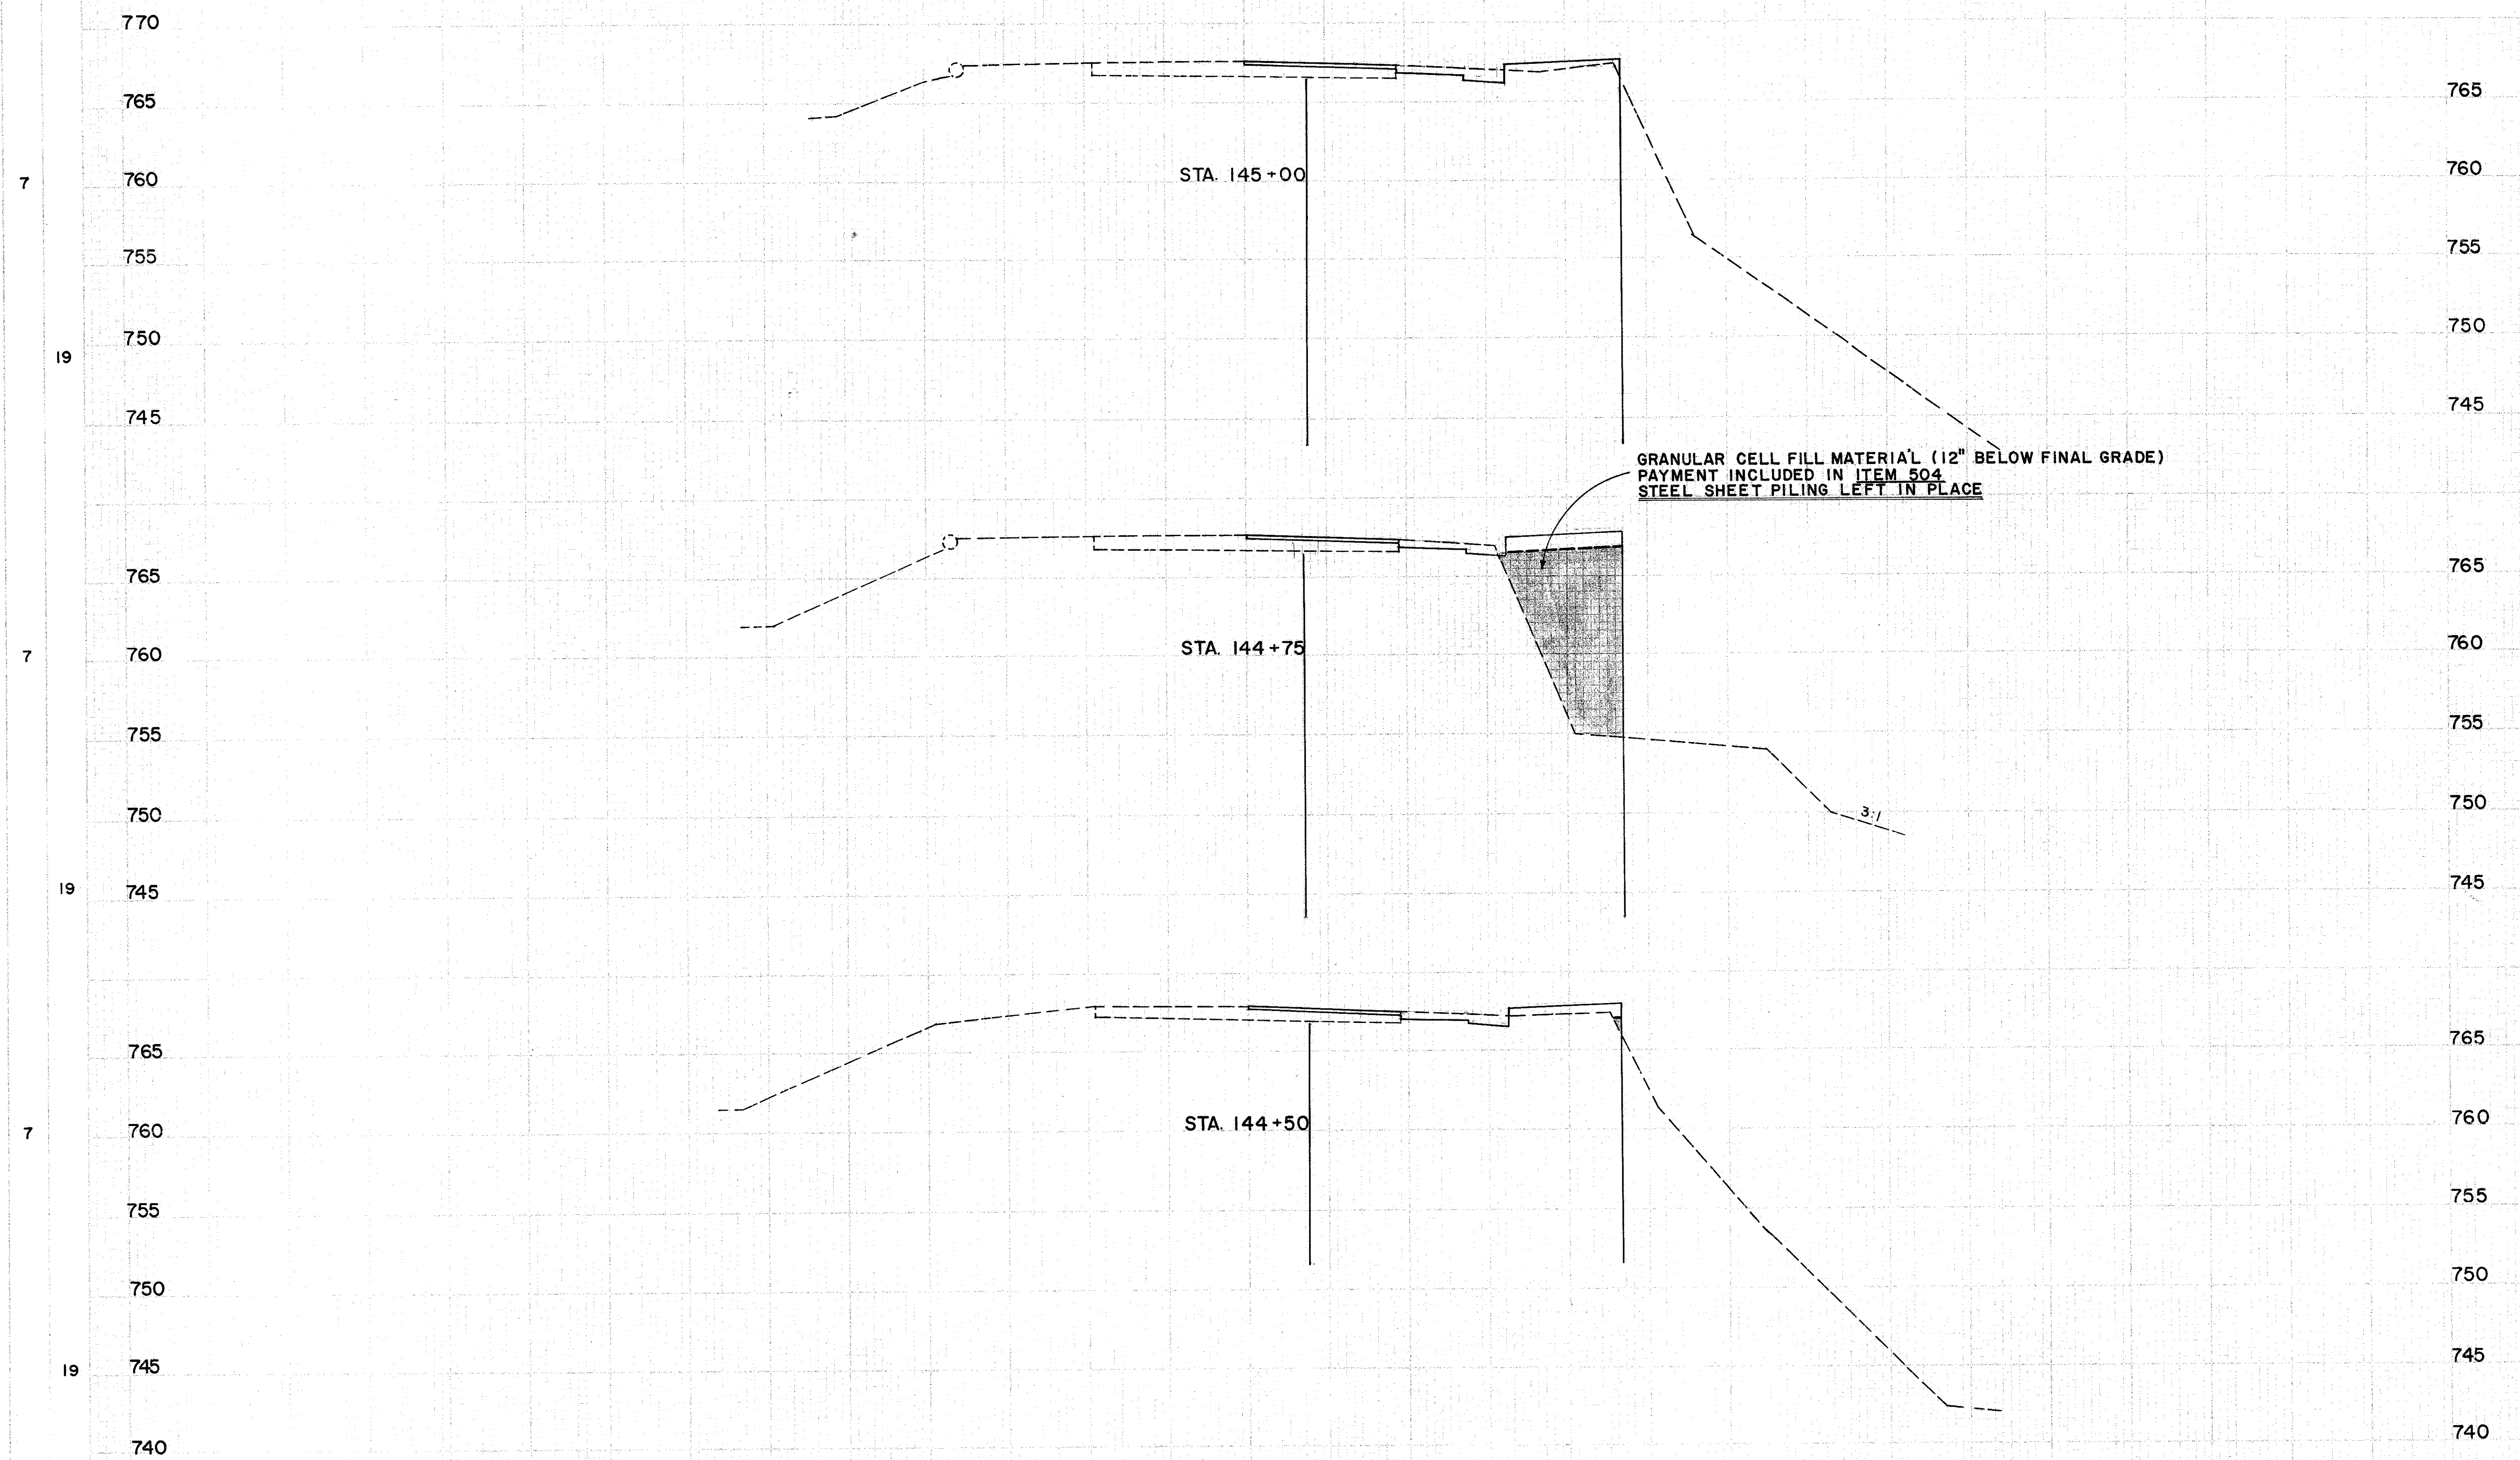 770
765 765
7 760 STA. 145+00 760
755 755
750 750
19
745 745
GRANULAR CELL FILL MATERIAL (12" BELOW FINAL GRADE)
PAYMENT INCLUDED IN ITEM 504
STEEL SHEET PILING LEFT IN PLACE
765 765
7 760 STA. 144+75 760
755 755
750 3:1 750
19 745 745
765 765
7 760 STA. 144+50 760
755 755
750 750
19 745 745
740 740